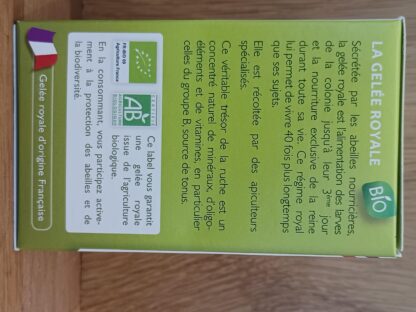 LA GELÉE ROYALE
BIO
Sécrétée par les abeilles nourricières,
la gelée royale est l'alimentation des larves
de la colonie jusqu'à leur 3ème jour
et la nourriture exclusive de la reine
durant toute sa vie. Ce régime royal
lui permet de vivre 40 fois plus longtemps
que ses sujets.
Elle est récoltée par des apiculteurs
spécialisés.
Ce véritable trésor de la ruche est un
concentré naturel de minéraux, d'oligo-
éléments et de vitamines, en particulier
celles du groupe B, source de tonus.
FR-BIO-01
Agriculture France
AB
Ce label vous garantit
une gelée royale
issue de l'agriculture
biologique.
En la consommant, vous participez active-
ment à la protection des abeilles et de
la biodiversité.
Gelée royale d'origine Française